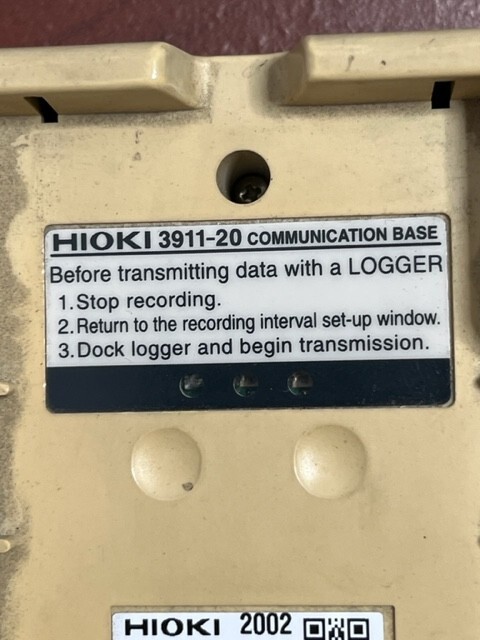 HIOKI 3911-20 COMMUNICATION BASE
Before transmitting data with a LOGGER
1.Stop recording.
2.Return to the recording interval set-up window.
3.Dock logger and begin transmission.
HIOKI 2002